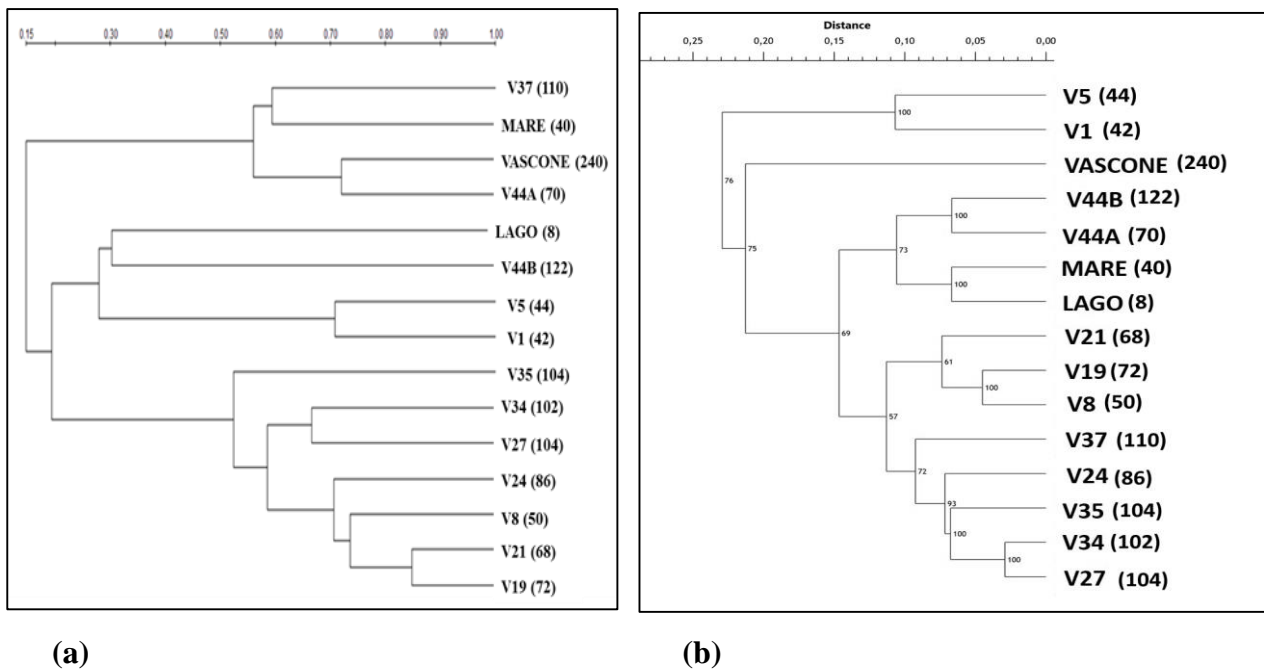 0.15 0.30 0.40 0.50 0.60 0.70 0.80 0.90 1.00
V37 (110)
MARE (40)
VASCONE (240)
V44A (70)
LAGO (8)
V44B (122)
V5 (44)
V1 (42)
V35 (104)
V34 (102)
V27 (104)
V24 (86)
V8 (50)
V21 (68)
V19 (72)
(a)
Distance
0,25 0,20 0,15 0,10 0,05 0,00
V5 (44)
100
V1 (42)
VASCONE (240)
76
V44B (122)
100
V44A (70)
75
73
MARE (40)
100
LAGO (8)
V21 (68)
69
61
V19 (72)
100
V8 (50)
57
V37 (110)
72
V24 (86)
93
V35 (104)
100
V34 (102)
100
V27 (104)
(b)